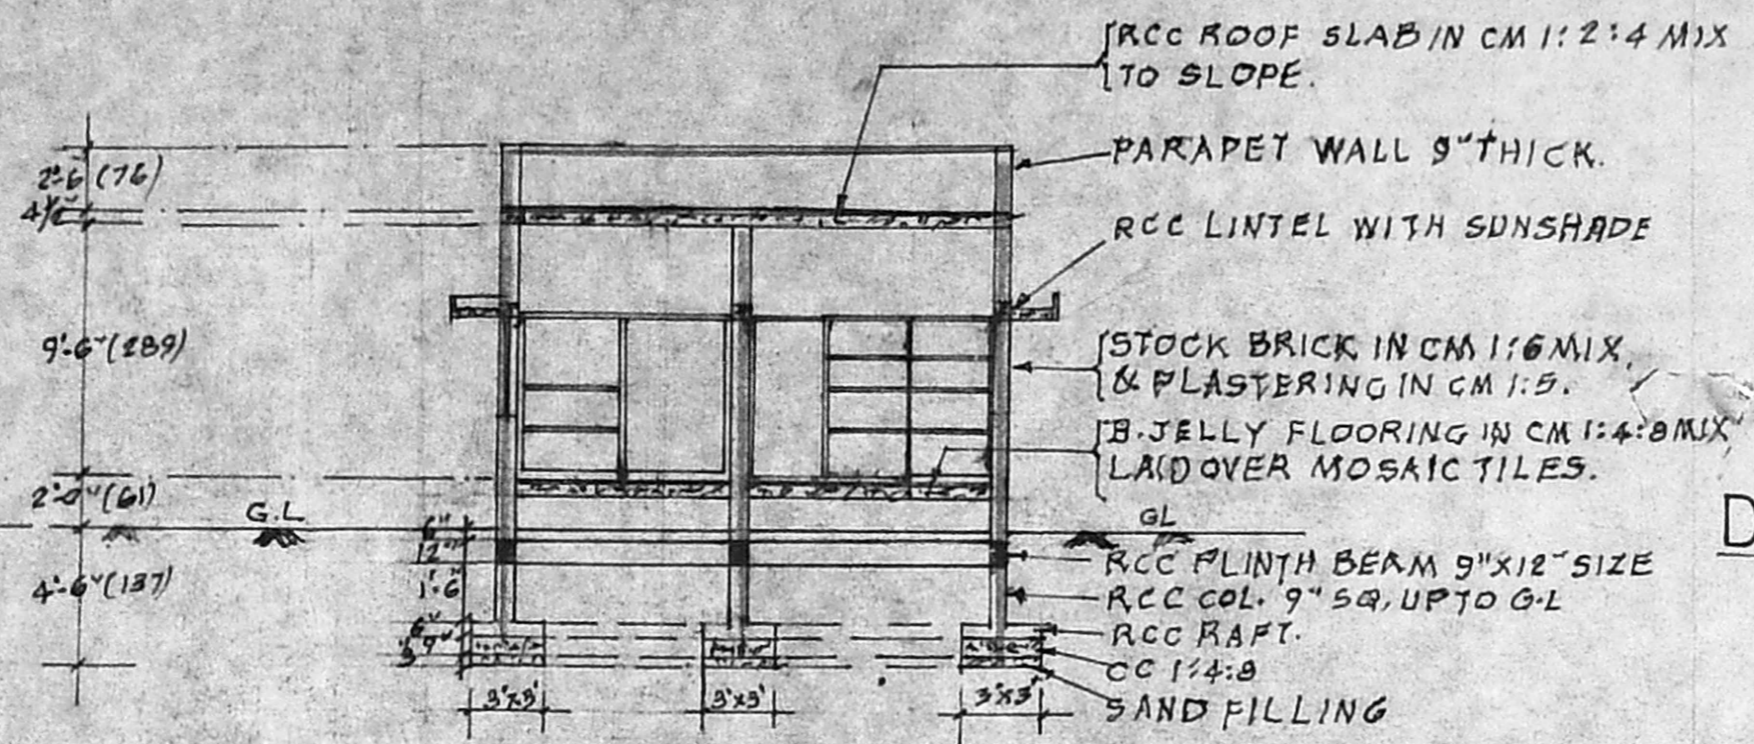 RCC ROOF SLAB IN CM 1:2:4 MIX
TO SLOPE.
PARAPET WALL 9" THICK.
RCC LINTEL WITH SUNSHADE
STOCK BRICK IN CM 1:6 MIX,
& PLASTERING IN CM 1:5.
B.JELLY FLOORING IN CM 1:4:8 MIX
LAID OVER MOSAIC TILES.
GL
RCC PLINTH BEAM 9"X12" SIZE
RCC COL. 9" SQ, UP TO G.L
RCC RAFT.
CC 1:4:8
SAND FILLING
D
2'-6" (76)
9'-6" (289)
2'-0" (61)
G.L
4'-6" (137)
6"
12"
1'-6"
6"
9"
3'x3'
3'x3'
3'x3'